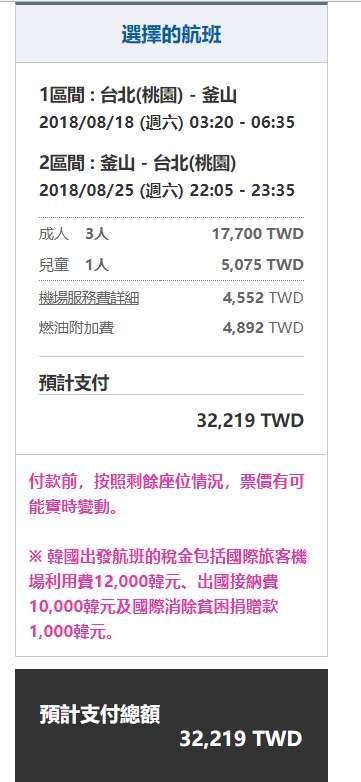 選擇的航班
1區間 : 台北(桃園) - 釜山
2018/08/18 (週六) 03:20 - 06:35
2區間 : 釜山 - 台北(桃園)
2018/08/25 (週六) 22:05 - 23:35
成人 3人 17,700 TWD
兒童 1人 5,075 TWD
機場服務費詳細 4,552 TWD
燃油附加費 4,892 TWD
預計支付
32,219 TWD
付款前，按照剩餘座位情況，票價有可
能實時變動。
※ 韓國出發航班的稅金包括國際旅客機
場利用費12,000韓元、出國接納費
10,000韓元及國際消除貧困捐贈款
1,000韓元。
預計支付總額
32,219 TWD